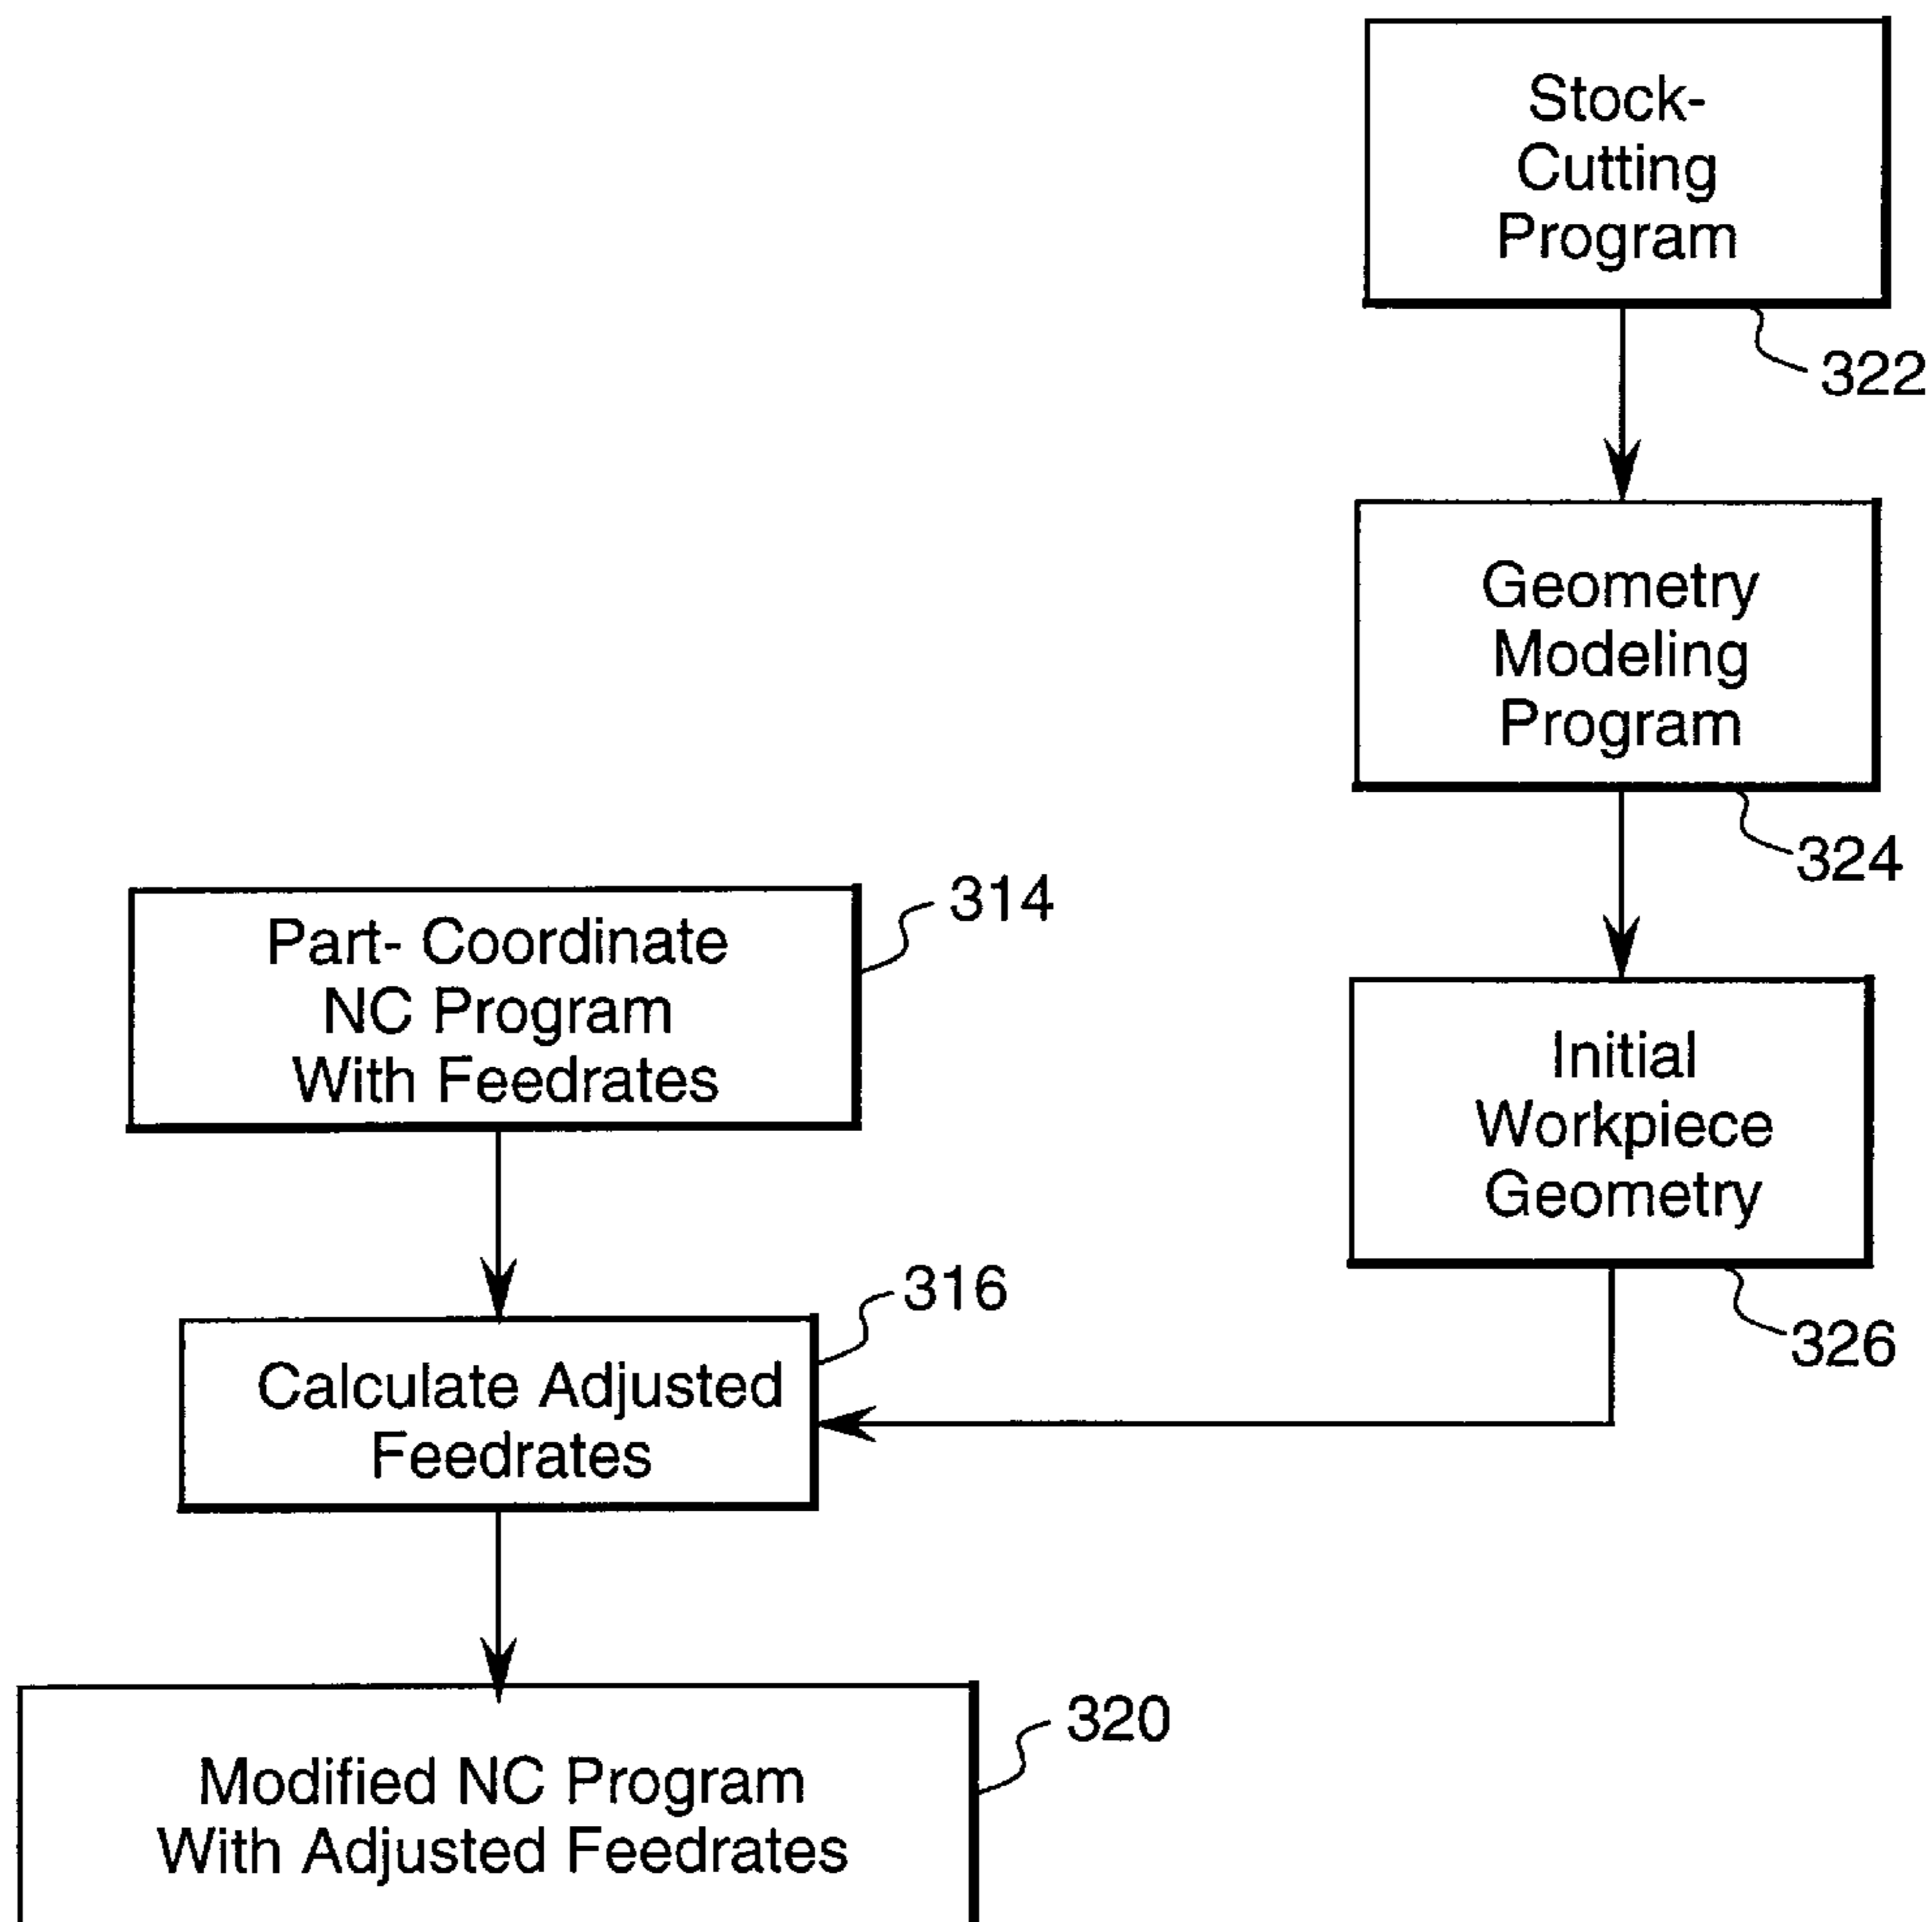 Stock-
Cutting
Program
322
Geometry
Modeling
Program
324
Part- Coordinate
NC Program
With Feedrates
314
Initial
Workpiece
Geometry
326
Calculate Adjusted
Feedrates
316
Modified NC Program
With Adjusted Feedrates
320